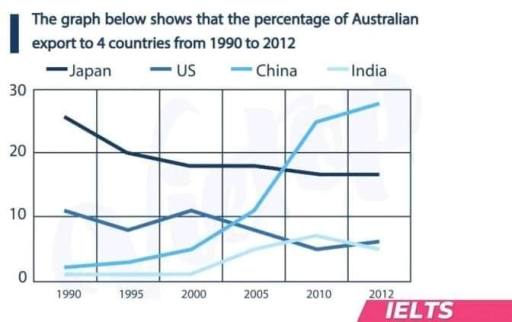 The graph below shows that the percentage of Australian
export to 4 countries from 1990 to 2012
Japan US China India
30
20
10
0
1990 1995 2000 2005 2010 2012
IELTS